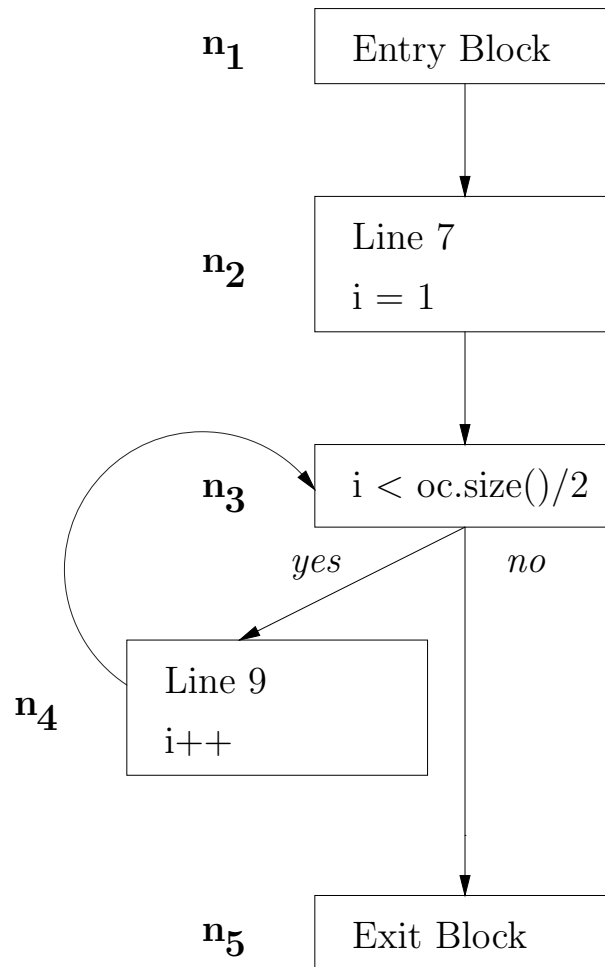 n1
Entry Block
n2
Line 7
i = 1
n3
i < oc.size()/2
yes
no
n4
Line 9
i++
n5
Exit Block